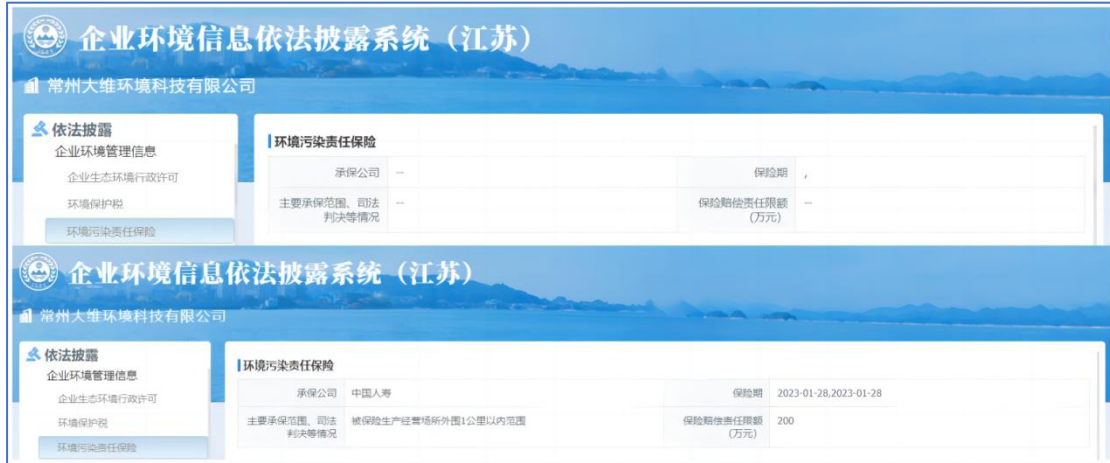 企业环境信息依法披露系统（江苏）
常州大维环境科技有限公司
依法披露
企业环境管理信息
企业生态环境行政许可
环境保护税
环境污染责任保险
环境污染责任保险
承保公司 -- 保险期 ,
主要承保范围、司法 -- 保险赔偿责任限额 --
判决等情况 (万元)
企业环境信息依法披露系统（江苏）
常州大维环境科技有限公司
依法披露
企业环境管理信息
企业生态环境行政许可
环境保护税
环境污染责任保险
环境污染责任保险
承保公司 中国人寿 保险期 2023-01-28,2023-01-28
主要承保范围、司法 被保险生产经营场所外围1公里以内范围 保险赔偿责任限额 200
判决等情况 (万元)